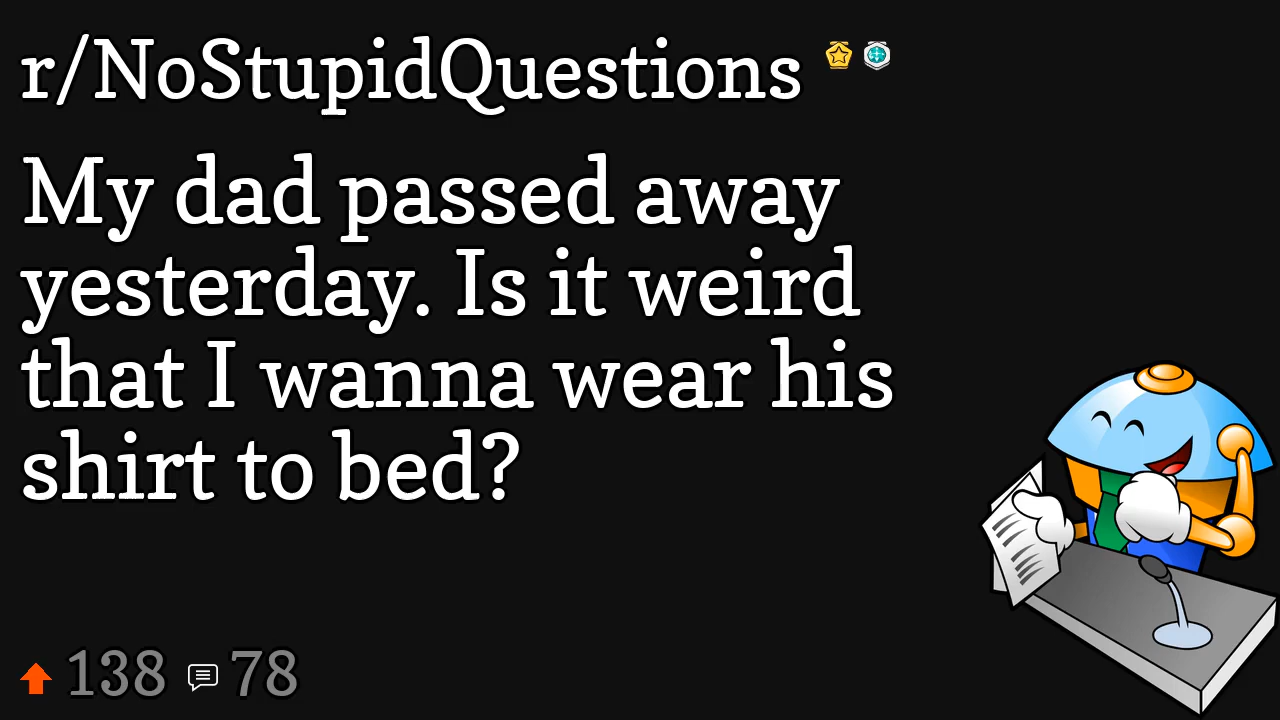 r/NoStupidQuestions
My dad passed away
yesterday. Is it weird
that I wanna wear his
shirt to bed?
138 78